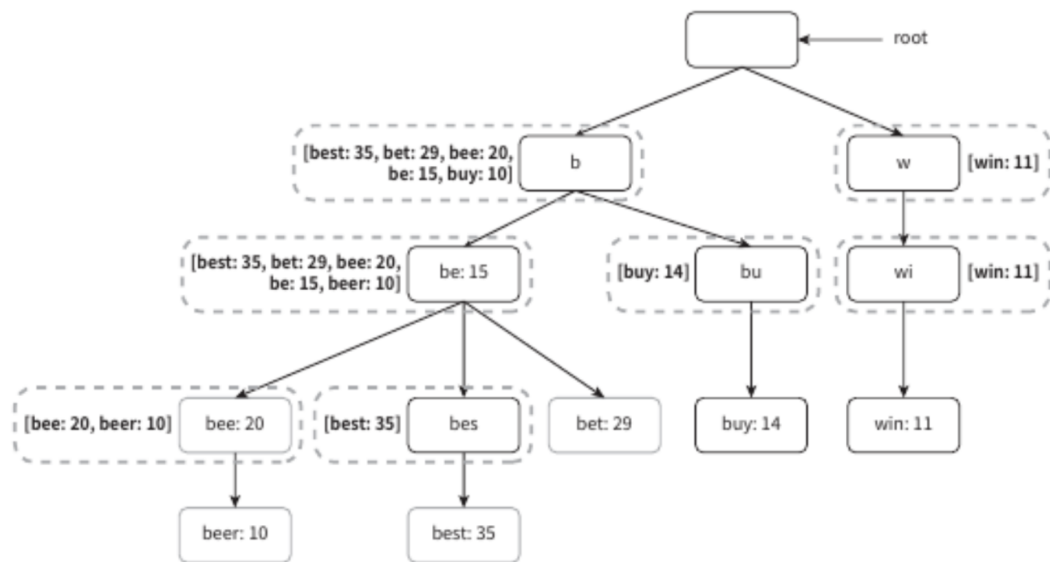 root
[best: 35, bet: 29, bee: 20,
be: 15, buy: 10]
b
w
[win: 11]
[best: 35, bet: 29, bee: 20,
be: 15, beer: 10]
be: 15
[buy: 14]
bu
wi
[win: 11]
[bee: 20, beer: 10]
bee: 20
[best: 35]
bes
bet: 29
buy: 14
win: 11
beer: 10
best: 35